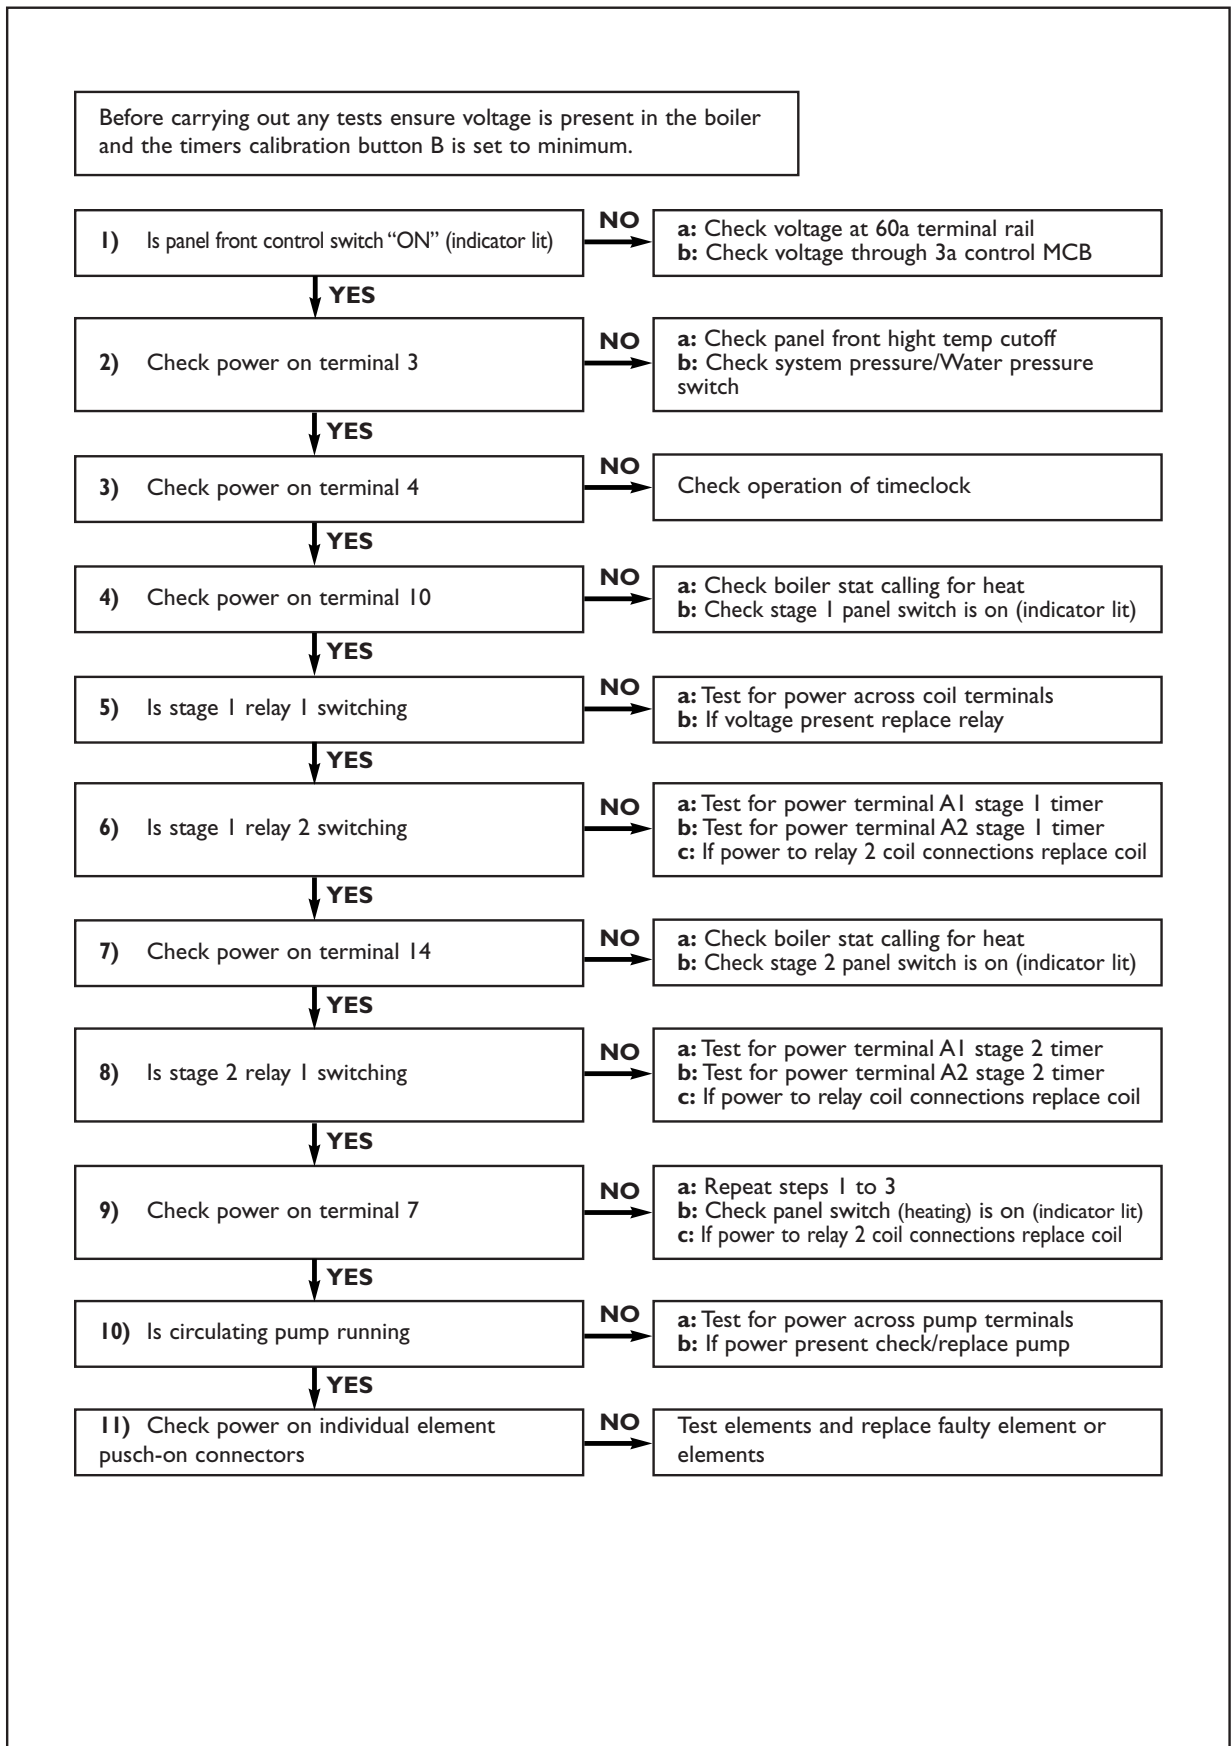 Before carrying out any tests ensure voltage is present in the boiler
and the timers calibration button B is set to minimum.
1) Is panel front control switch “ON” (indicator lit)
NO
a: Check voltage at 60a terminal rail
b: Check voltage through 3a control MCB
YES
2) Check power on terminal 3
NO
a: Check panel front hight temp cutoff
b: Check system pressure/Water pressure
switch
YES
3) Check power on terminal 4
NO
Check operation of timeclock
YES
4) Check power on terminal 10
NO
a: Check boiler stat calling for heat
b: Check stage 1 panel switch is on (indicator lit)
YES
5) Is stage 1 relay 1 switching
NO
a: Test for power across coil terminals
b: If voltage present replace relay
YES
6) Is stage 1 relay 2 switching
NO
a: Test for power terminal A1 stage 1 timer
b: Test for power terminal A2 stage 1 timer
c: If power to relay 2 coil connections replace coil
YES
7) Check power on terminal 14
NO
a: Check boiler stat calling for heat
b: Check stage 2 panel switch is on (indicator lit)
YES
8) Is stage 2 relay 1 switching
NO
a: Test for power terminal A1 stage 2 timer
b: Test for power terminal A2 stage 2 timer
c: If power to relay coil connections replace coil
YES
9) Check power on terminal 7
NO
a: Repeat steps 1 to 3
b: Check panel switch (heating) is on (indicator lit)
c: If power to relay 2 coil connections replace coil
YES
10) Is circulating pump running
NO
a: Test for power across pump terminals
b: If power present check/replace pump
YES
11) Check power on individual element
pusch-on connectors
NO
Test elements and replace faulty element or
elements